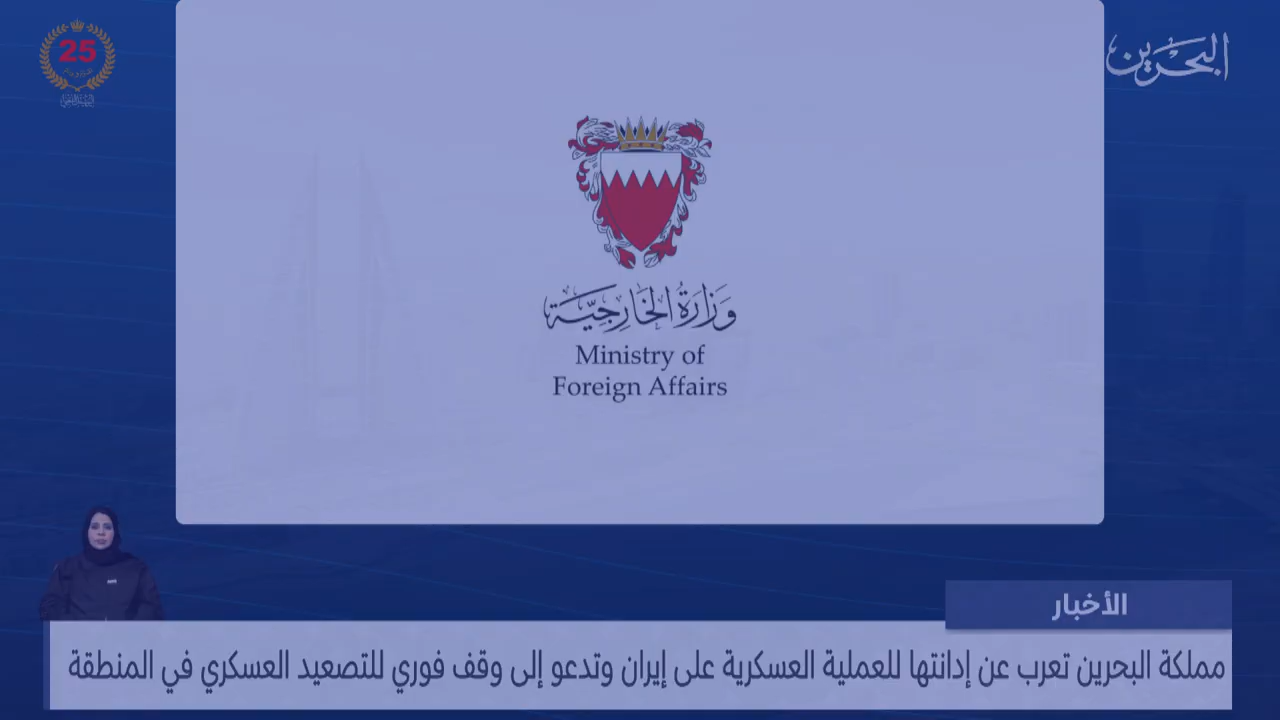 25
البحرين
وزارة الخارجية
Ministry of
Foreign Affairs
الأخبار
مملكة البحرين تعرب عن إدانتها للعملية العسكرية على إيران وتدعو إلى وقف فوري للتصعيد العسكري في المنطقة